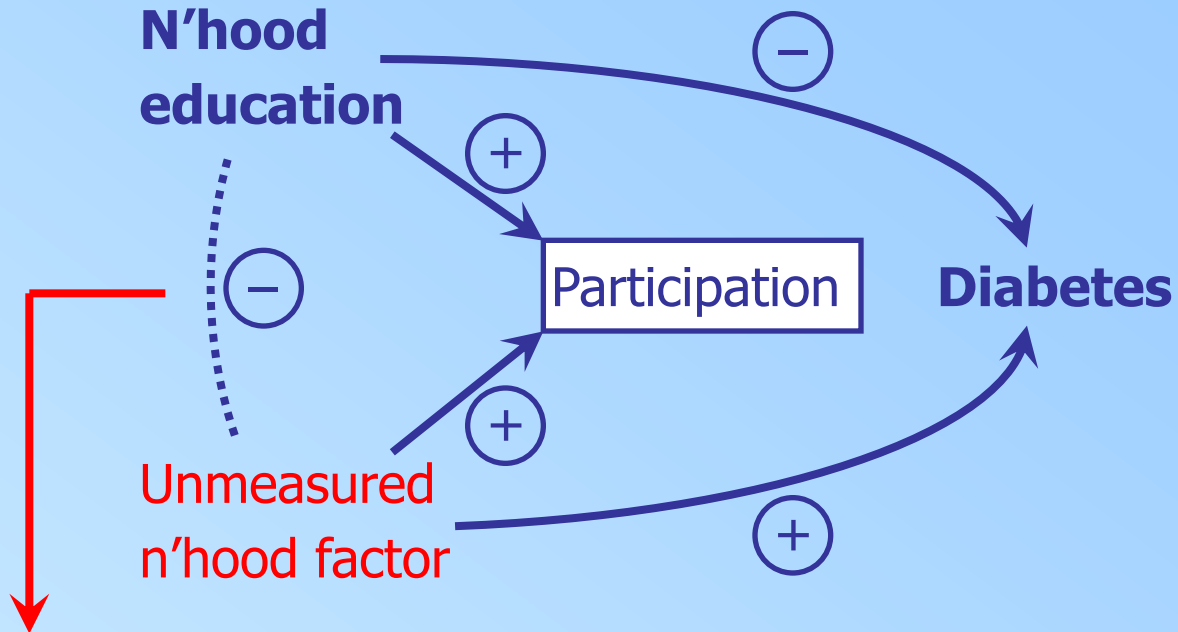 N’hood
education
−
+
−
Participation
Diabetes
+
Unmeasured
n’hood factor
+